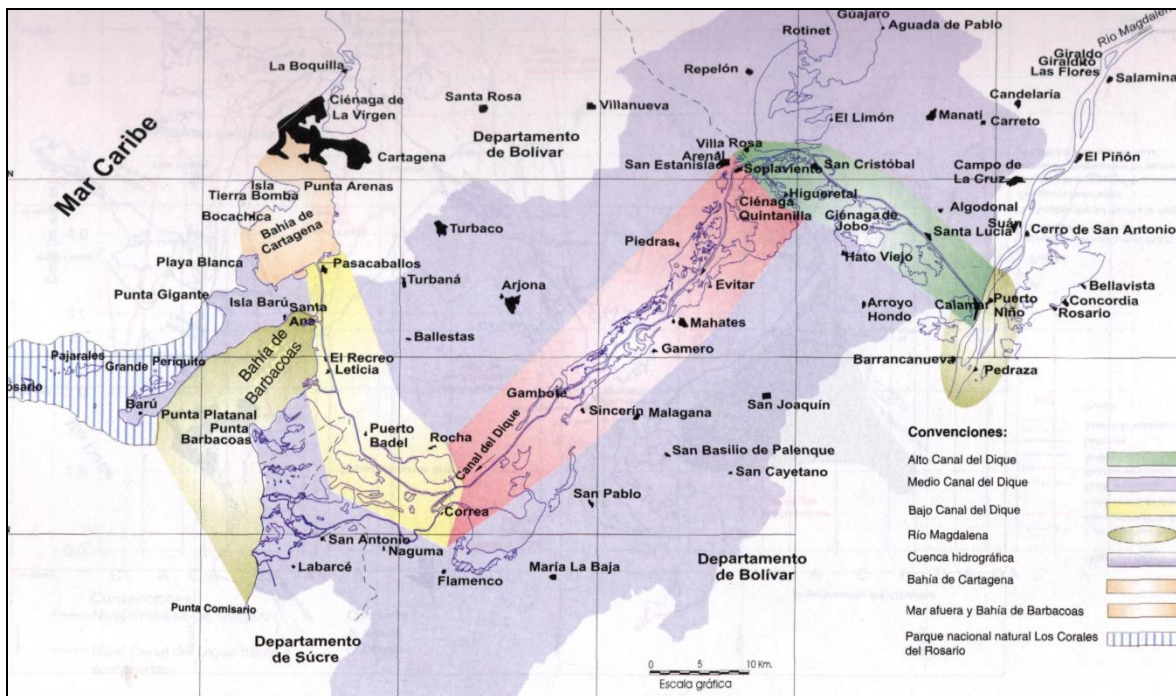 Mar Caribe
La Boquilla
Ciénaga de
La Virgen
Cartagena
Santa Rosa
Villanueva
Departamento
de Bolívar
Repelón
Rotinet
Guájaro
Aguada de Pablo
Río Magdalena
Giraldo
Giraldito
Las Flores
Salamina
Candelaría
Manatí
Carreto
El Limón
El Piñón
Villa Rosa
Arenal
San Estanislao
Soplaviento
San Cristóbal
Campo de
La Cruz
Higueretal
Ciénaga
Quintanilla
Ciénaga de
Jobo
Algodonal
Suán
Santa Lucía
Cerro de San Antonio
Isla
Tierra Bomba
Punta Arenas
Bocachica
Bahía de
Cartagena
Turbaco
Piedras
Hato Viejo
Playa Blanca
Pasacaballos
Turbaná
Evitar
Bellavista
Punta Gigante
Isla Barú
Santa
Ana
Arjona
Arroyo
Hondo
Calamar
Puerto
Niño
Concordia
Rosario
Mahates
Ballestas
Gamero
Barrancanueva
Pedraza
Pajarales
Grande
Periquito
Bahía de
Barbacoas
El Recreo
Leticia
Barú
Gambote
Sincerín
Malagana
San Joaquín
Punta Platanal
Punta
Barbacoas
Puerto
Badel
Rocha
Canal del Dique
San Basilio de Palenque
San Cayetano
San Pablo
Correa
San Antonio
Naguma
Labarcé
Flamenco
María La Baja
Departamento
de Bolívar
Punta Comisario
Departamento
de Súcre
0 5 10 Km.
Escala gráfica
Convenciones:
Alto Canal del Dique
Medio Canal del Dique
Bajo Canal del Dique
Río Magdalena
Cuenca hidrográfica
Bahía de Cartagena
Mar afuera y Bahía de Barbacoas
Parque nacional natural Los Corales
del Rosario